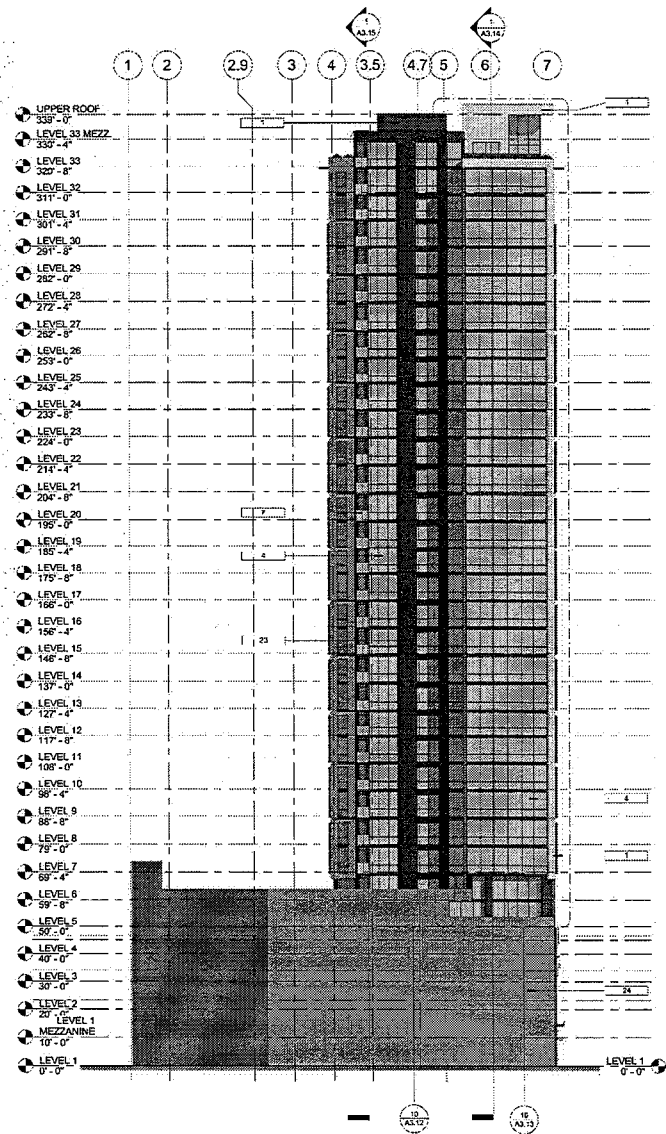 1
A3.15
1
A3.14
1
2
2.9
3
4
3.5
4.7
5
6
7
UPPER ROOF
339' - 0"
1
LEVEL 33 MEZZ.
330' - 4"
LEVEL 33
320' - 8"
LEVEL 32
311' - 0"
LEVEL 31
301' - 4"
LEVEL 30
291' - 8"
LEVEL 29
282' - 0"
LEVEL 28
272' - 4"
LEVEL 27
262' - 8"
LEVEL 26
253' - 0"
LEVEL 25
243' - 4"
LEVEL 24
233' - 8"
LEVEL 23
224' - 0"
LEVEL 22
214' - 4"
LEVEL 21
204' - 8"
LEVEL 20
195' - 0"
LEVEL 19
185' - 4"
4
LEVEL 18
175' - 8"
LEVEL 17
166' - 0"
LEVEL 16
156' - 4"
23
LEVEL 15
146' - 8"
LEVEL 14
137' - 0"
LEVEL 13
127' - 4"
LEVEL 12
117' - 8"
LEVEL 11
108' - 0"
LEVEL 10
98' - 4"
4
LEVEL 9
88' - 8"
LEVEL 8
79' - 0"
1
LEVEL 7
69' - 4"
LEVEL 6
59' - 8"
LEVEL 5
50' - 0"
LEVEL 4
40' - 0"
LEVEL 3
30' - 0"
24
LEVEL 2
20' - 0"
LEVEL 1
MEZZANINE
10' - 0"
LEVEL 1
0' - 0"
LEVEL 1
0' - 0"
10
A3.12
16
A3.13